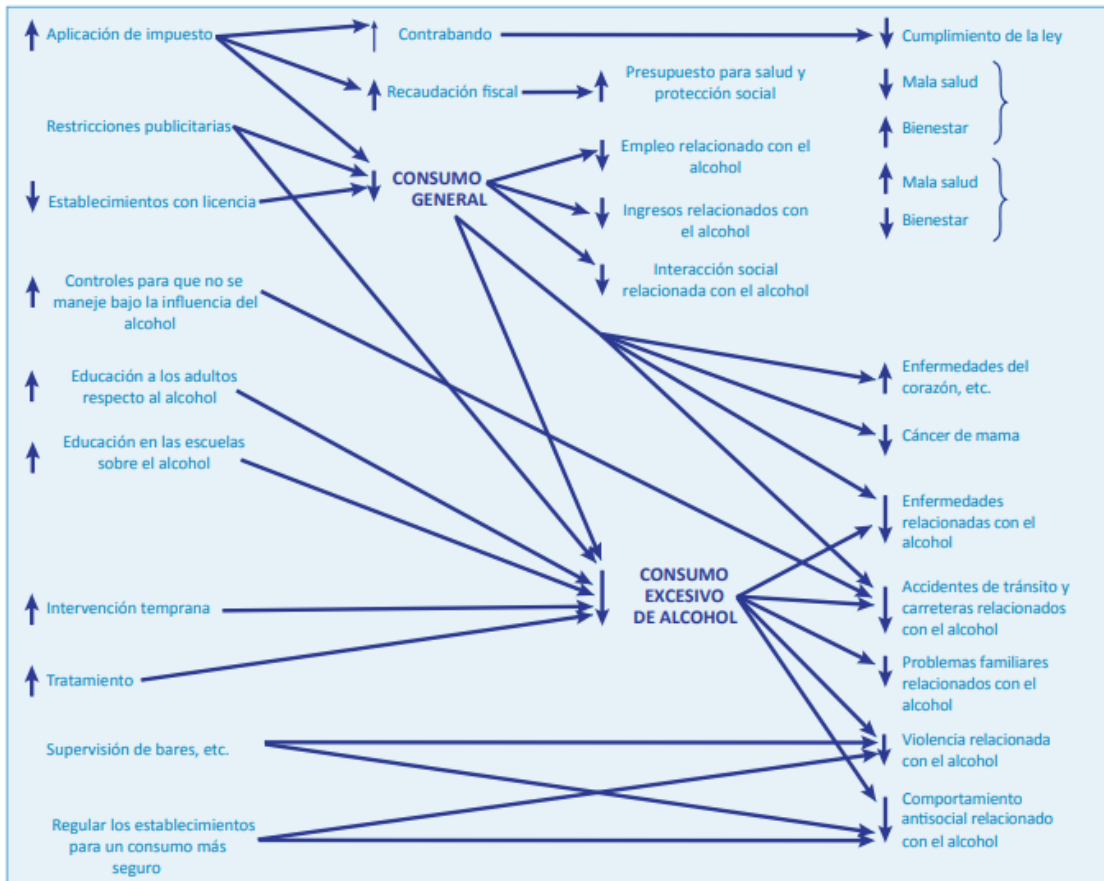 Aplicación de impuesto
Contrabando
Cumplimiento de la ley
Recaudación fiscal
Presupuesto para salud y
protección social
Mala salud
Bienestar
Restricciones publicitarias
CONSUMO
GENERAL
Empleo relacionado con el
alcohol
Mala salud
Bienestar
Establecimientos con licencia
Ingresos relacionados con
el alcohol
Interacción social
relacionada con el alcohol
Controles para que no se
maneje bajo la influencia del
alcohol
Educación a los adultos
respecto al alcohol
Enfermedades del
corazón, etc.
Educación en las escuelas
sobre el alcohol
Cáncer de mama
Enfermedades
relacionadas con el
alcohol
CONSUMO
EXCESIVO
DE ALCOHOL
Intervención temprana
Accidentes de tránsito y
carreteras relacionados
con el alcohol
Tratamiento
Problemas familiares
relacionados con el
alcohol
Supervisión de bares, etc.
Violencia relacionada
con el alcohol
Regular los establecimientos
para un consumo más
seguro
Comportamiento
antisocial relacionado
con el alcohol